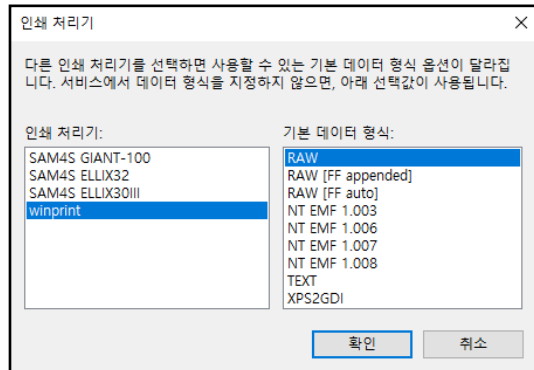 인쇄 처리기
다른 인쇄 처리기를 선택하면 사용할 수 있는 기본 데이터 형식 옵션이 달라집
니다. 서비스에서 데이터 형식을 지정하지 않으면, 아래 선택값이 사용됩니다.
인쇄 처리기:
SAM4S GIANT-100
SAM4S ELLIX32
SAM4S ELLIX30III
winprint
기본 데이터 형식:
RAW
RAW [FF appended]
RAW [FF auto]
NT EMF 1.003
NT EMF 1.006
NT EMF 1.007
NT EMF 1.008
TEXT
XPS2GDI
확인
취소